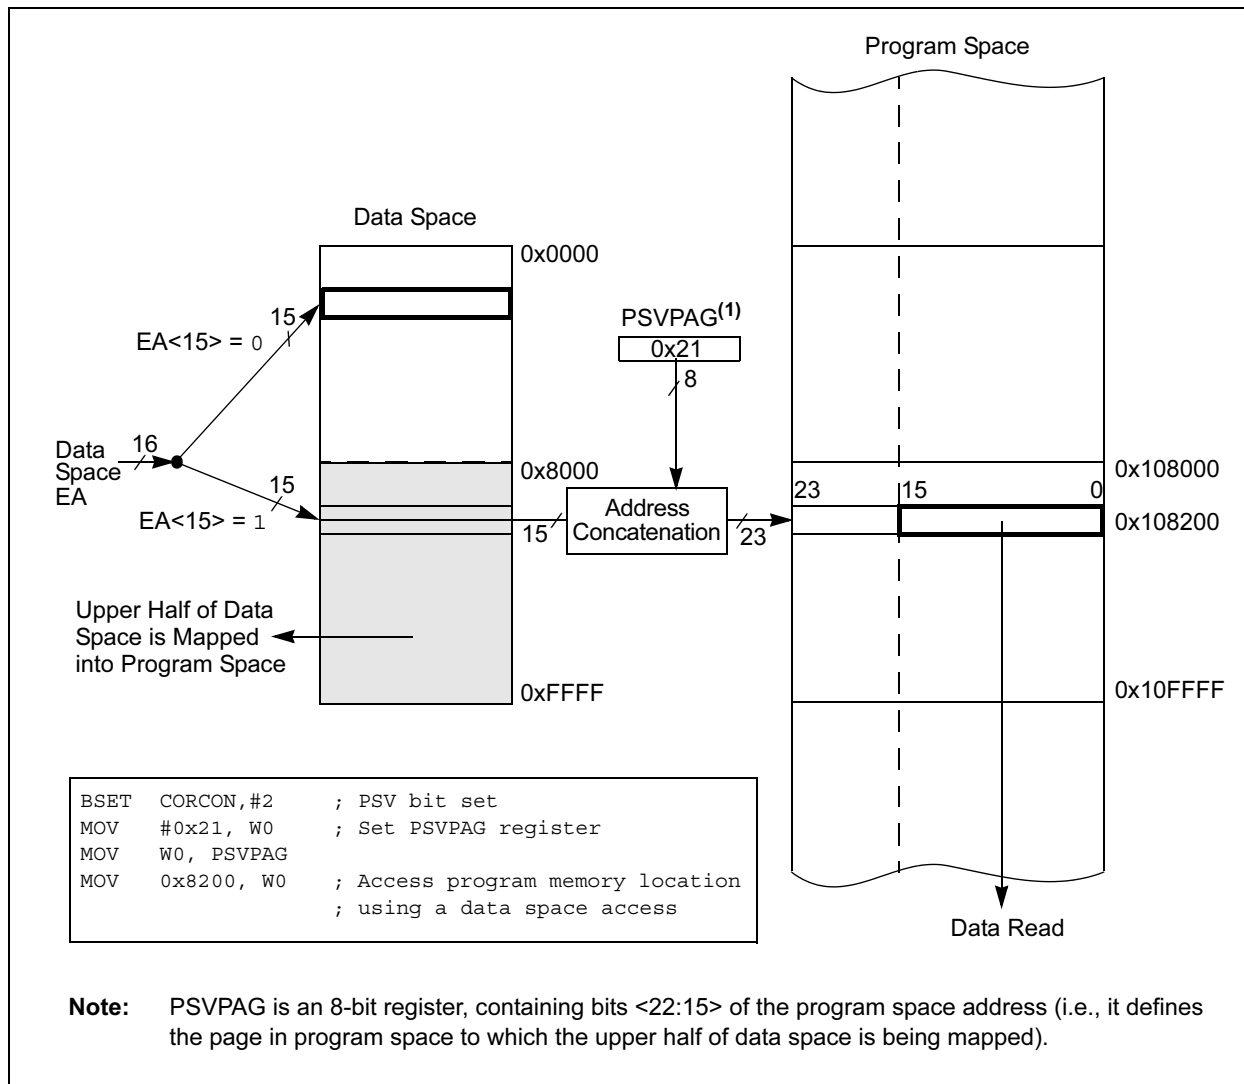 Program Space
Data Space
0x0000
15
EA<15> = 0
PSVPAG(1)
0x21
8
16
Data
Space
EA
15
EA<15> = 1
0x8000
15
Address
Concatenation
23
0x108000
23 15 0
0x108200
Upper Half of Data
Space is Mapped
into Program Space
0xFFFF
0x10FFFF
BSET CORCON,#2 ; PSV bit set
MOV #0x21, W0 ; Set PSVPAG register
MOV W0, PSVPAG
MOV 0x8200, W0 ; Access program memory location
; using a data space access
Data Read
Note: PSVPAG is an 8-bit register, containing bits <22:15> of the program space address (i.e., it defines
the page in program space to which the upper half of data space is being mapped).